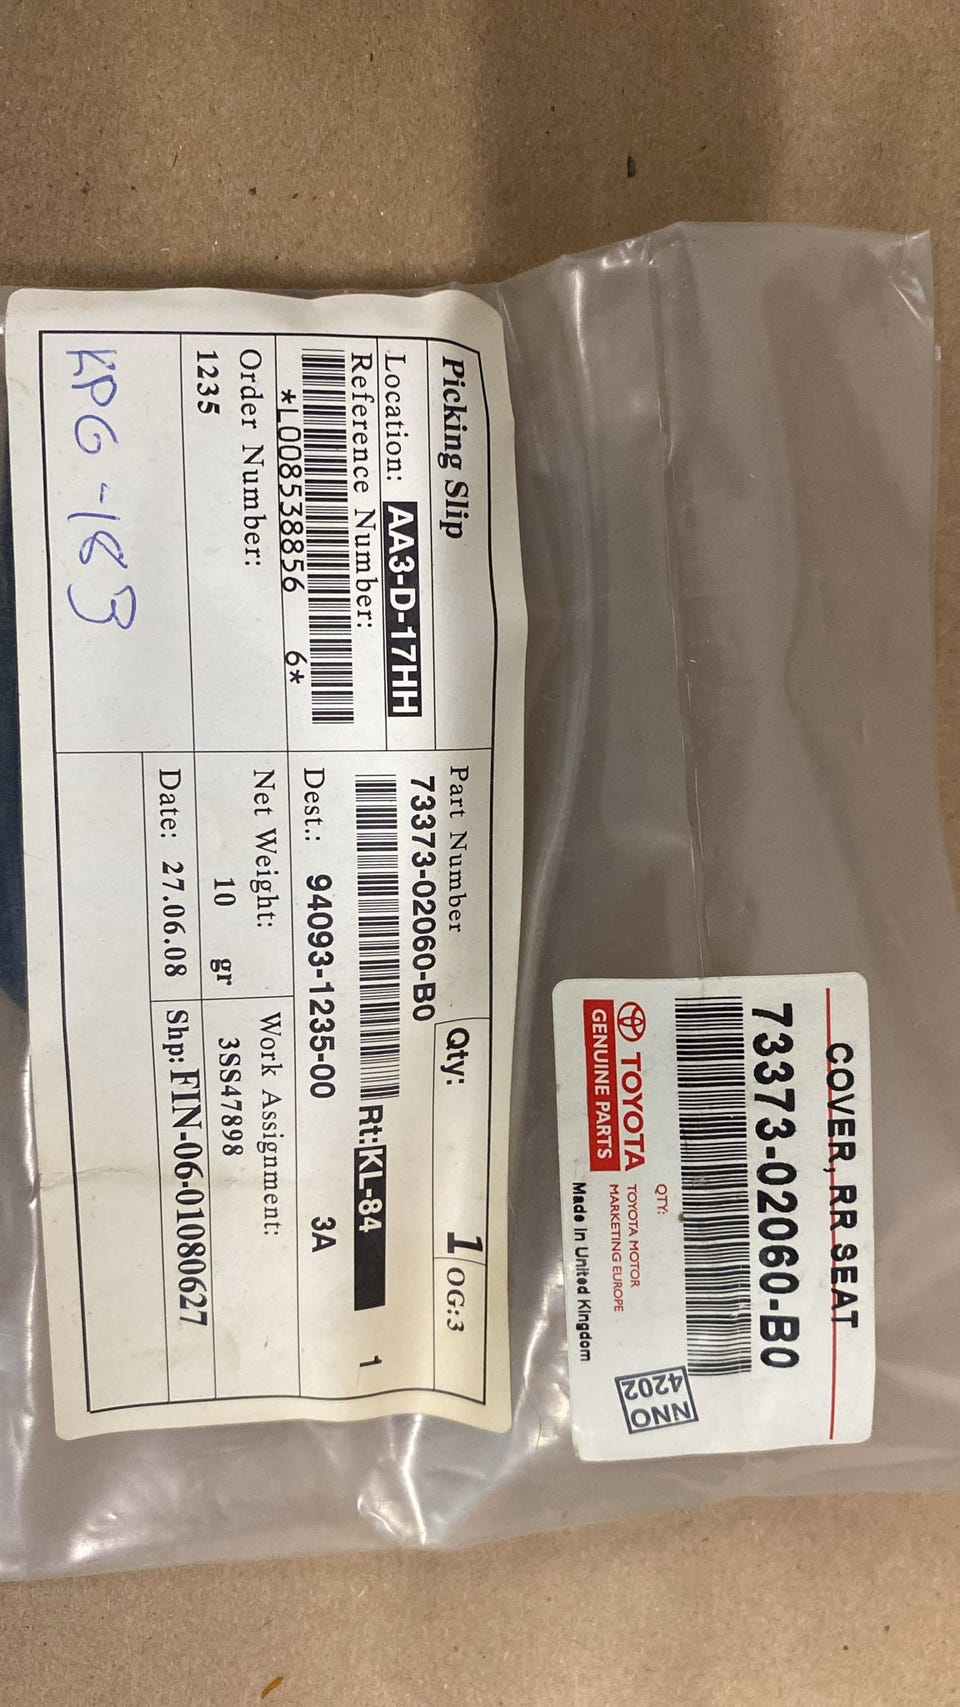 Picking Slip
Location: AA3-D-17HH
Reference Number:
*L008538856 6*
Order Number:
1235
KPG-183
Part Number
73373-02060-B0
Qty: 1 OG:3
Rt:KL-84 1
Dest.: 94093-1235-00 3A
Net Weight:
10 gr
Work Assignment:
3SS47898
Date: 27.06.08
Shp: FIN-06-01080627
COVER, RR SEAT
73373-02060-B0
TOYOTA
GENUINE PARTS
QTY:
TOYOTA MOTOR
MARKETING EUROPE
Made in United Kingdom
NNO
4202